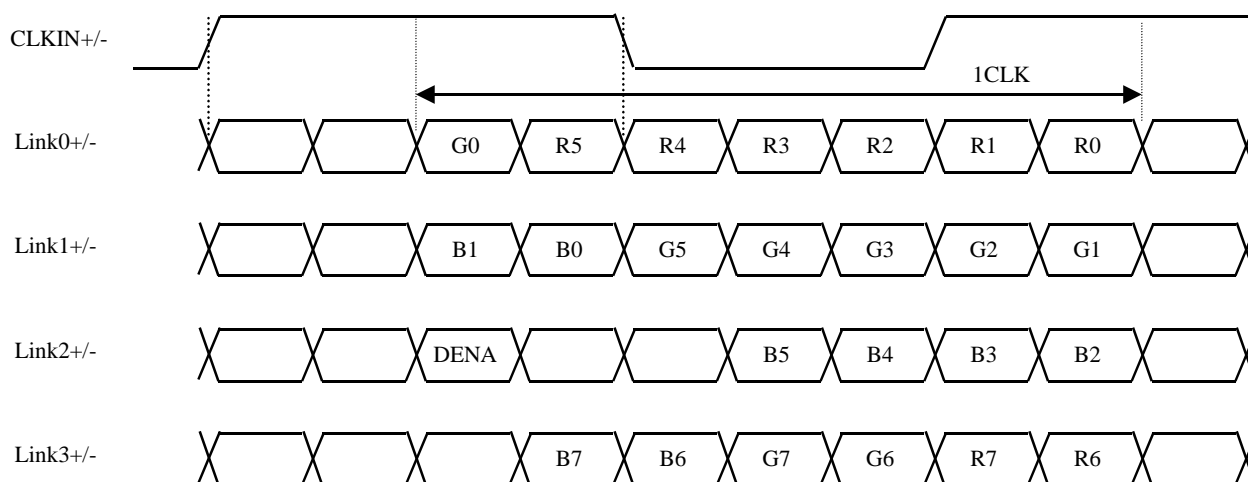 CLKIN+/-
1CLK
Link0+/- G0 R5 R4 R3 R2 R1 R0
Link1+/- B1 B0 G5 G4 G3 G2 G1
Link2+/- DENA B5 B4 B3 B2
Link3+/- B7 B6 G7 G6 R7 R6